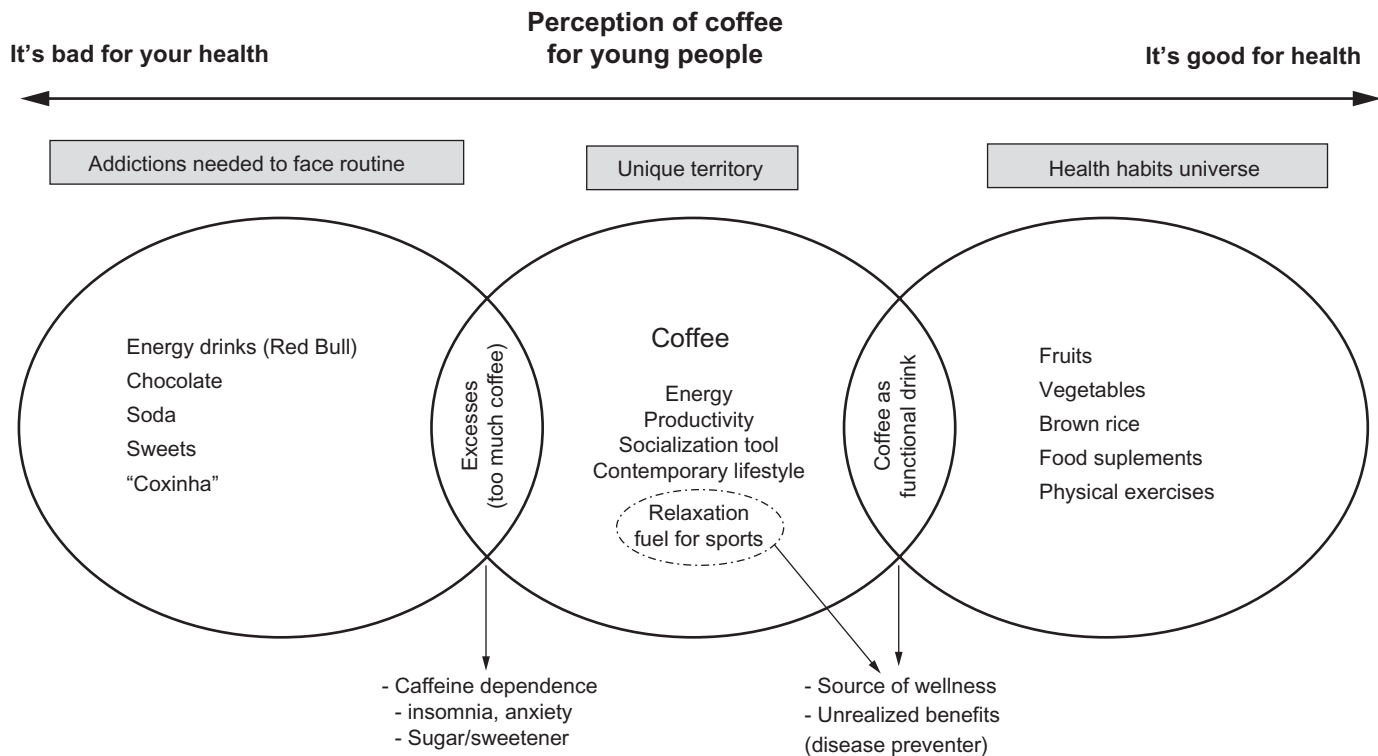 Perception of coffee
for young people
It's bad for your health
It's good for health
Addictions needed to face routine
Unique territory
Health habits universe
Energy drinks (Red Bull)
Chocolate
Soda
Sweets
“Coxinha”
Excesses
(too much coffee)
Coffee
Energy
Productivity
Socialization tool
Contemporary lifestyle
Relaxation
fuel for sports
Coffee as
functional drink
Fruits
Vegetables
Brown rice
Food suplements
Physical exercises
- Caffeine dependence
- insomnia, anxiety
- Sugar/sweetener
- Source of wellness
- Unrealized benefits
(disease preventer)